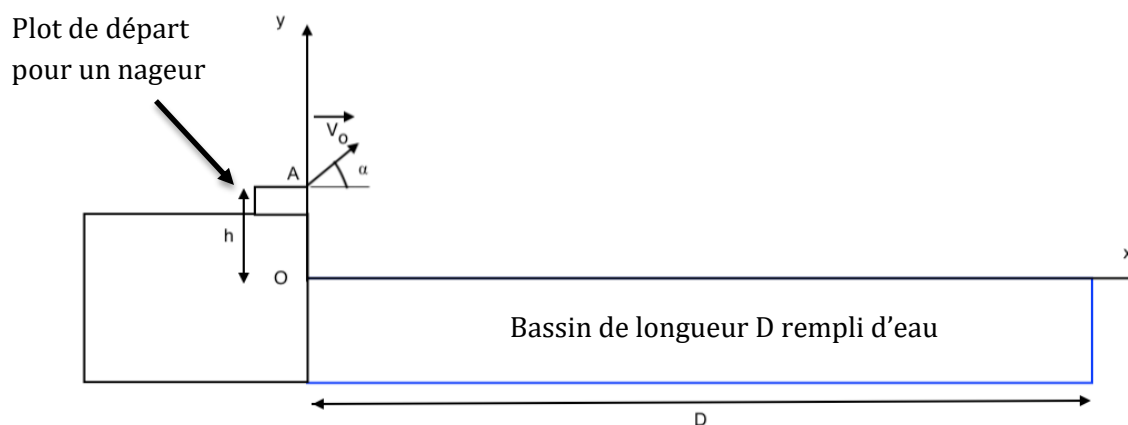 Plot de départ
pour un nageur
y
V₀
A
α
h
O
x
Bassin de longueur D rempli d’eau
D